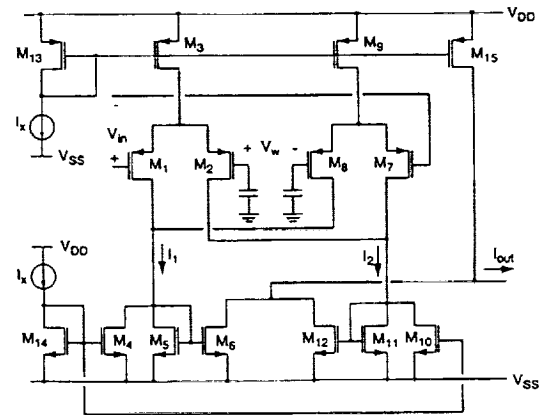 V_DD
M_13
M_3
M_9
M_15
I_x
V_SS
V_in
+
M_1
M_2
+ V_w -
M_8
M_7
V_DD
I_x
I_1
I_2
I_out
M_14
M_4
M_5
M_6
M_12
M_11
M_10
V_SS